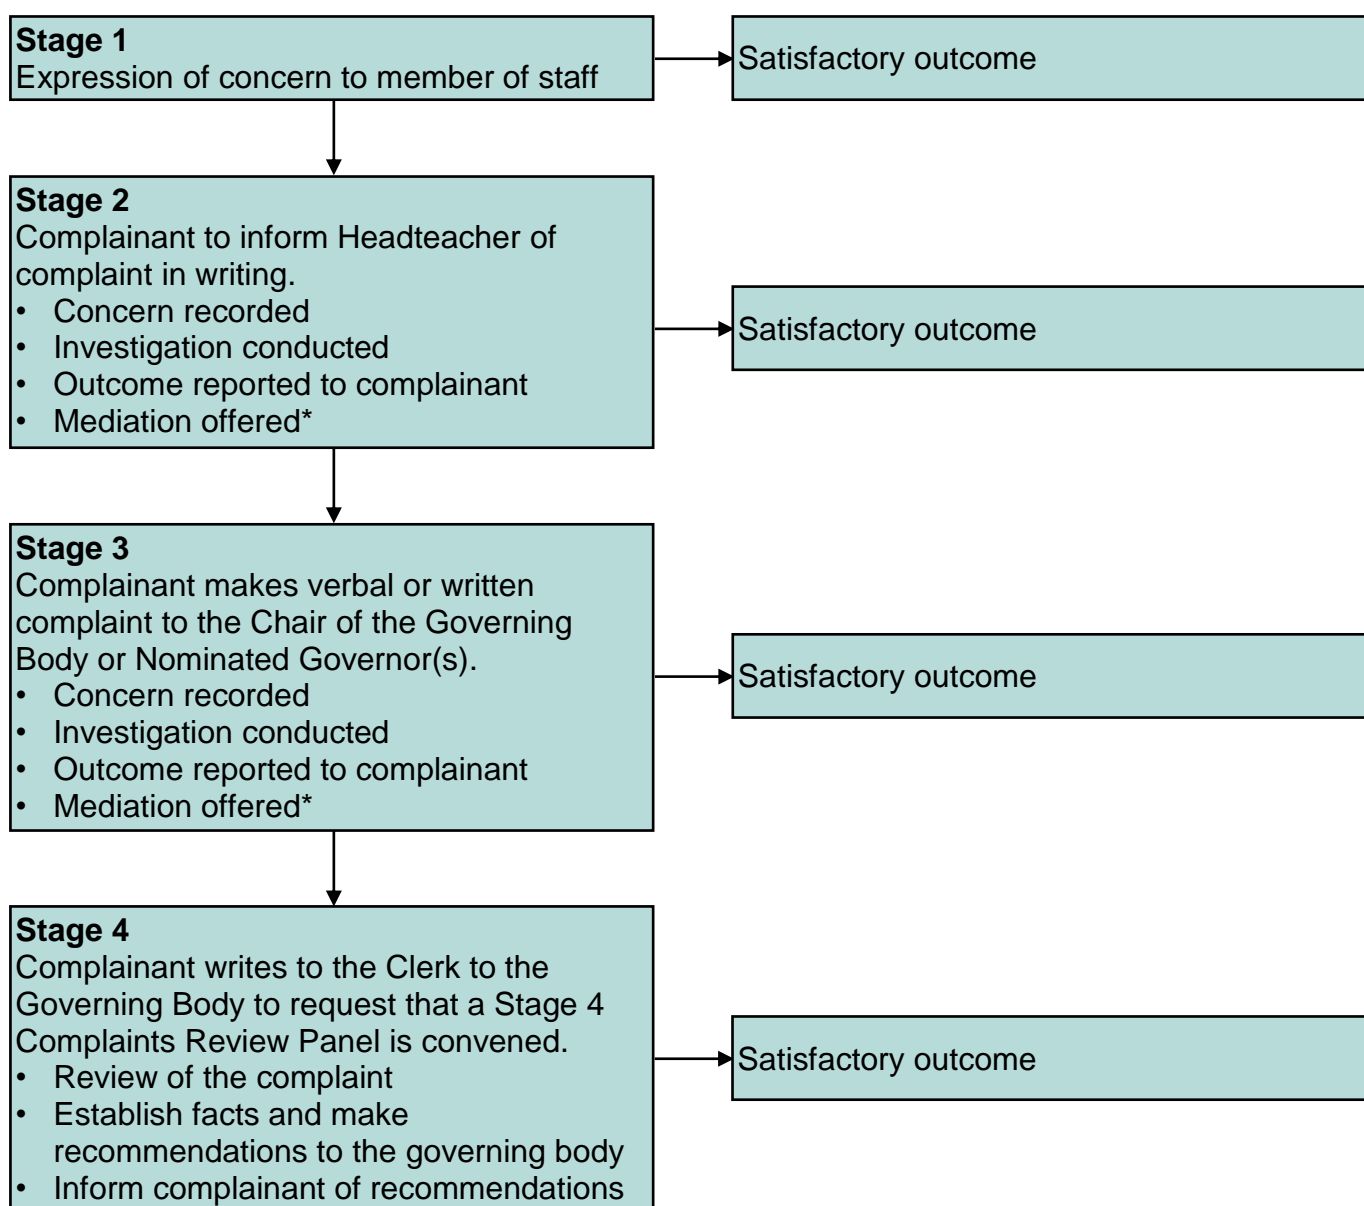 Stage 1
Expression of concern to member of staff
Satisfactory outcome
Stage 2
Complainant to inform Headteacher of
complaint in writing.
• Concern recorded
• Investigation conducted
• Outcome reported to complainant
• Mediation offered*
Satisfactory outcome
Stage 3
Complainant makes verbal or written
complaint to the Chair of the Governing
Body or Nominated Governor(s).
• Concern recorded
• Investigation conducted
• Outcome reported to complainant
• Mediation offered*
Satisfactory outcome
Stage 4
Complainant writes to the Clerk to the
Governing Body to request that a Stage 4
Complaints Review Panel is convened.
• Review of the complaint
• Establish facts and make
recommendations to the governing body
• Inform complainant of recommendations
Satisfactory outcome